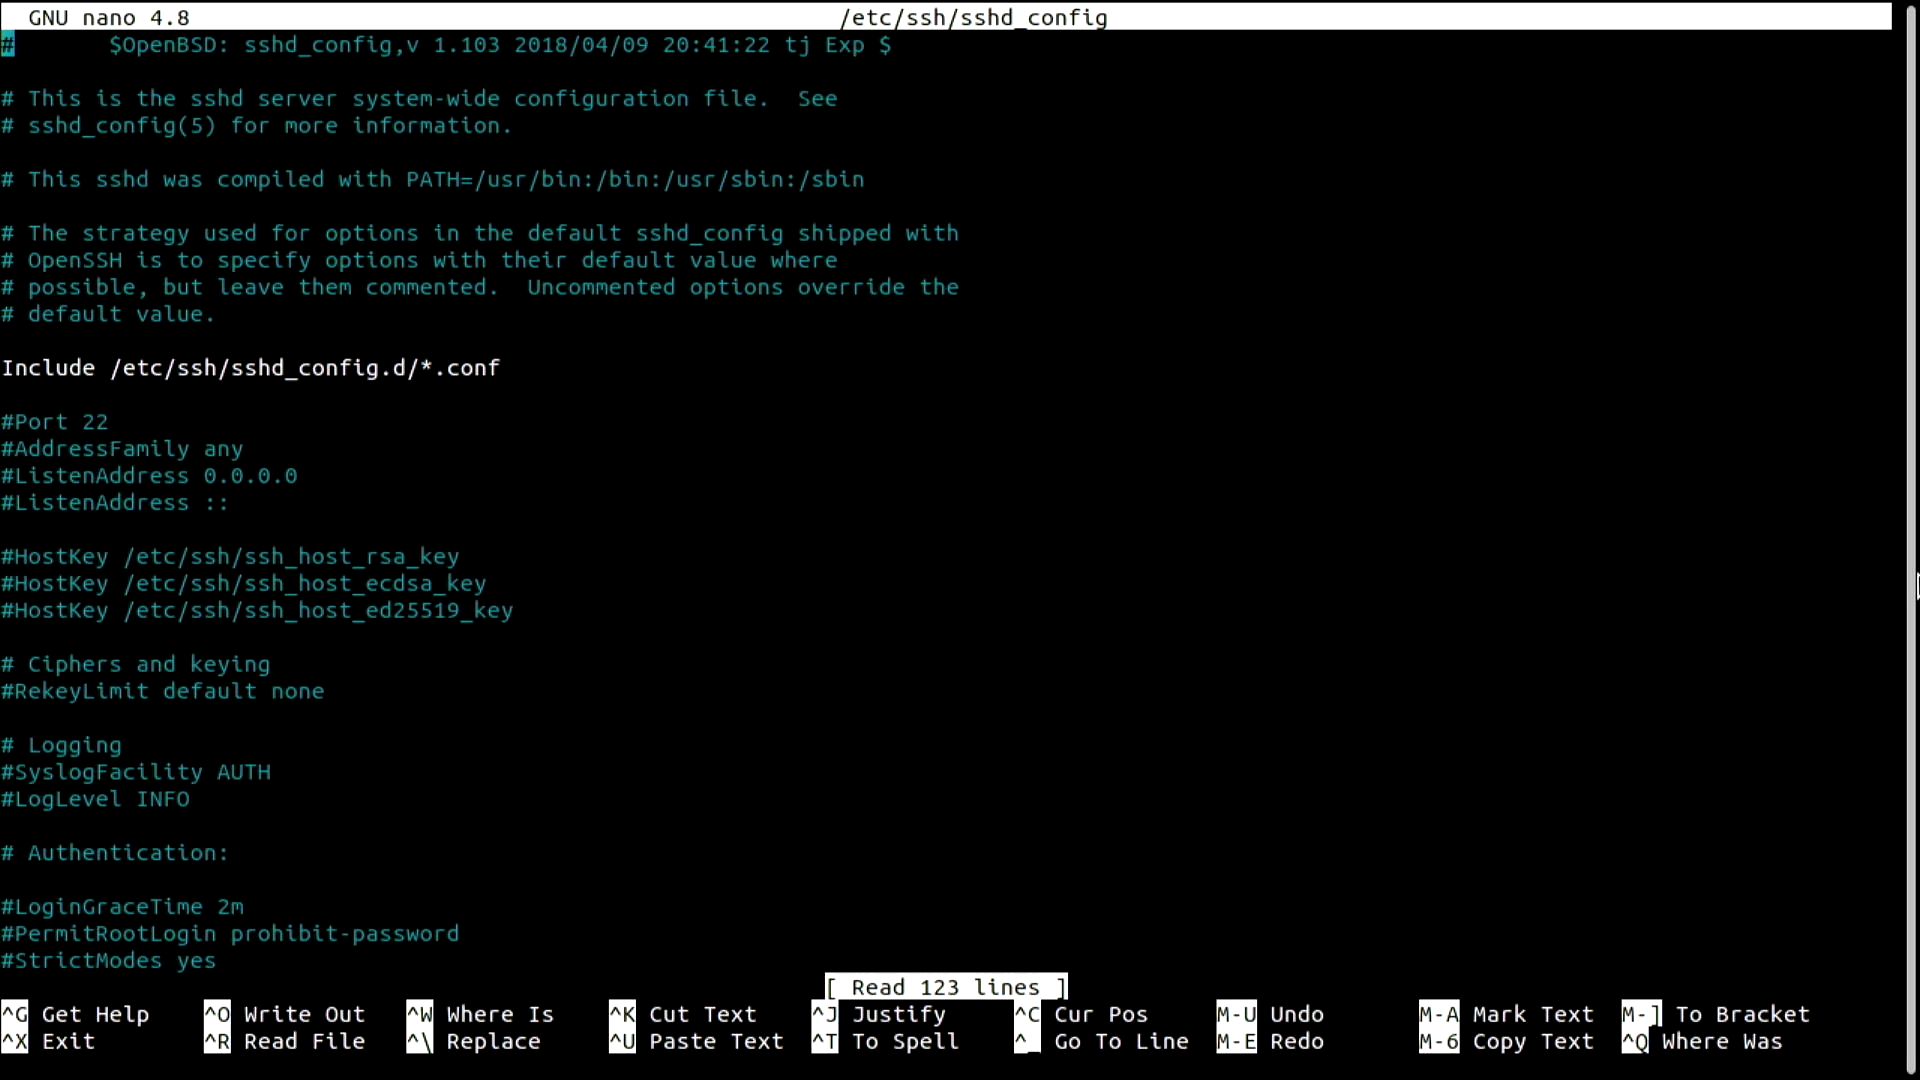 GNU nano 4.8 /etc/ssh/sshd_config
# $OpenBSD: sshd_config,v 1.103 2018/04/09 20:41:22 tj Exp $
# This is the sshd server system-wide configuration file. See
# sshd_config(5) for more information.
# This sshd was compiled with PATH=/usr/bin:/bin:/usr/sbin:/sbin
# The strategy used for options in the default sshd_config shipped with
# OpenSSH is to specify options with their default value where
# possible, but leave them commented. Uncommented options override the
# default value.
Include /etc/ssh/sshd_config.d/*.conf
#Port 22
#AddressFamily any
#ListenAddress 0.0.0.0
#ListenAddress ::
#HostKey /etc/ssh/ssh_host_rsa_key
#HostKey /etc/ssh/ssh_host_ecdsa_key
#HostKey /etc/ssh/ssh_host_ed25519_key
# Ciphers and keying
#RekeyLimit default none
# Logging
#SyslogFacility AUTH
#LogLevel INFO
# Authentication:
#LoginGraceTime 2m
#PermitRootLogin prohibit-password
#StrictModes yes
[ Read 123 lines ]
^G Get Help ^O Write Out ^W Where Is ^K Cut Text ^J Justify ^C Cur Pos M-U Undo M-A Mark Text M-] To Bracket
^X Exit ^R Read File ^\ Replace ^U Paste Text ^T To Spell ^_ Go To Line M-E Redo M-6 Copy Text ^Q Where Was